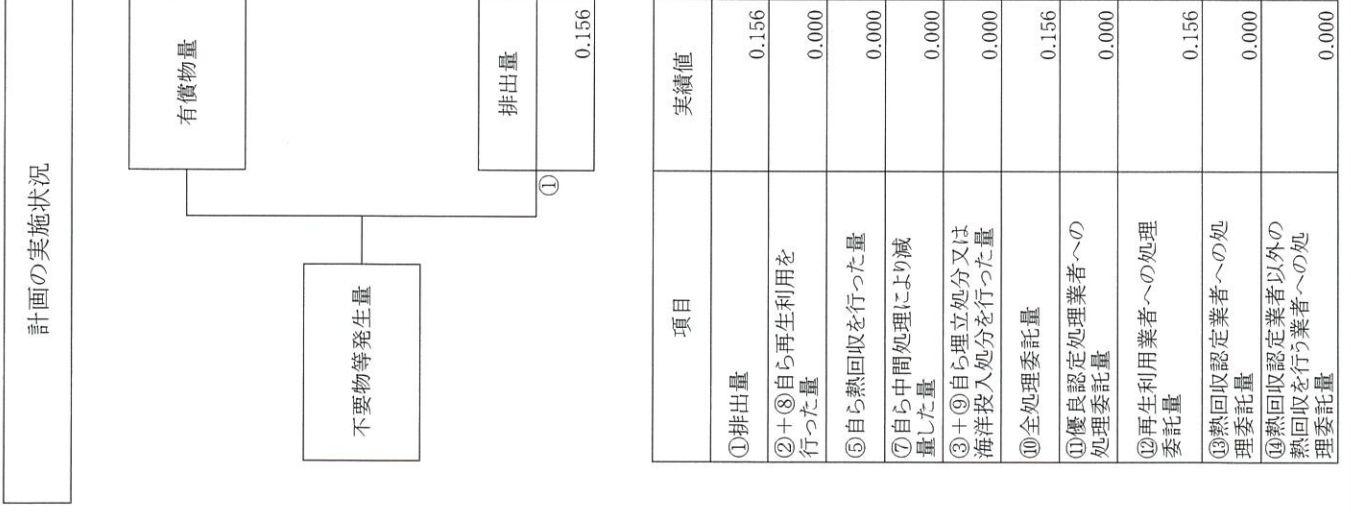 計画の実施状況
有償物量
不要物等発生量
排出量
①
0.156
項目
実績値
①排出量
0.156
②+⑧自ら再生利用を
行った量
0.000
⑤自ら熱回収を行った量
0.000
⑦自ら中間処理により減
量した量
0.000
③+⑨自ら埋立処分又は
海洋投入処分を行った量
0.000
⑩全処理委託量
0.156
⑪優良認定処理業者への
処理委託量
0.000
⑫再生利用業者への処理
委託量
0.156
⑬熱回収認定業者への処
理委託量
0.000
⑭熱回収認定業者以外の
熱回収を行う業者への処
理委託量
0.000